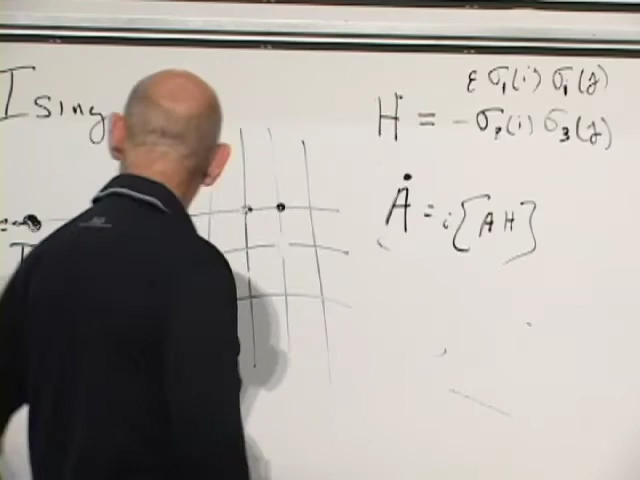 Ising
ε σ₁(i) σ₁(j)
H = - σ₃(i) σ₃(j)
Ȧ = i[A H]